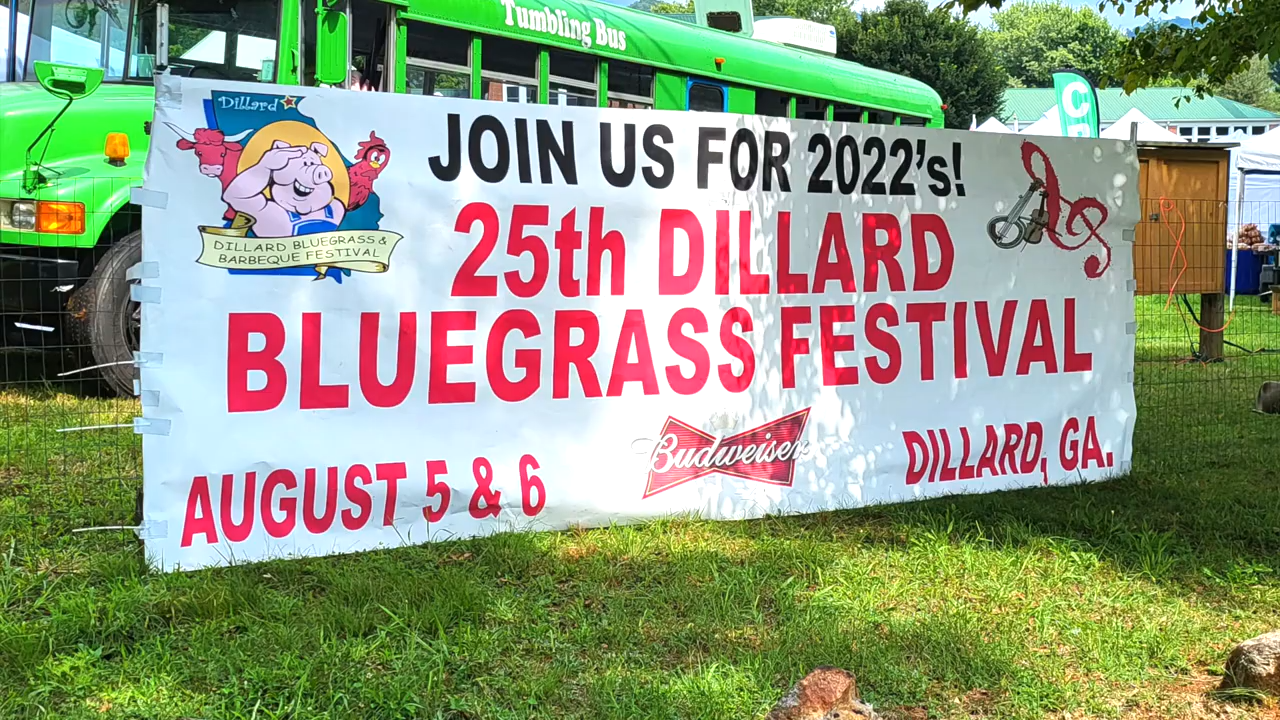 Tumbling Bus
Dillard
DILLARD BLUEGRASS &
BARBEQUE FESTIVAL
JOIN US FOR 2022's!
25th DILLARD
BLUEGRASS FESTIVAL
Budweiser
AUGUST 5 & 6
DILLARD, GA.